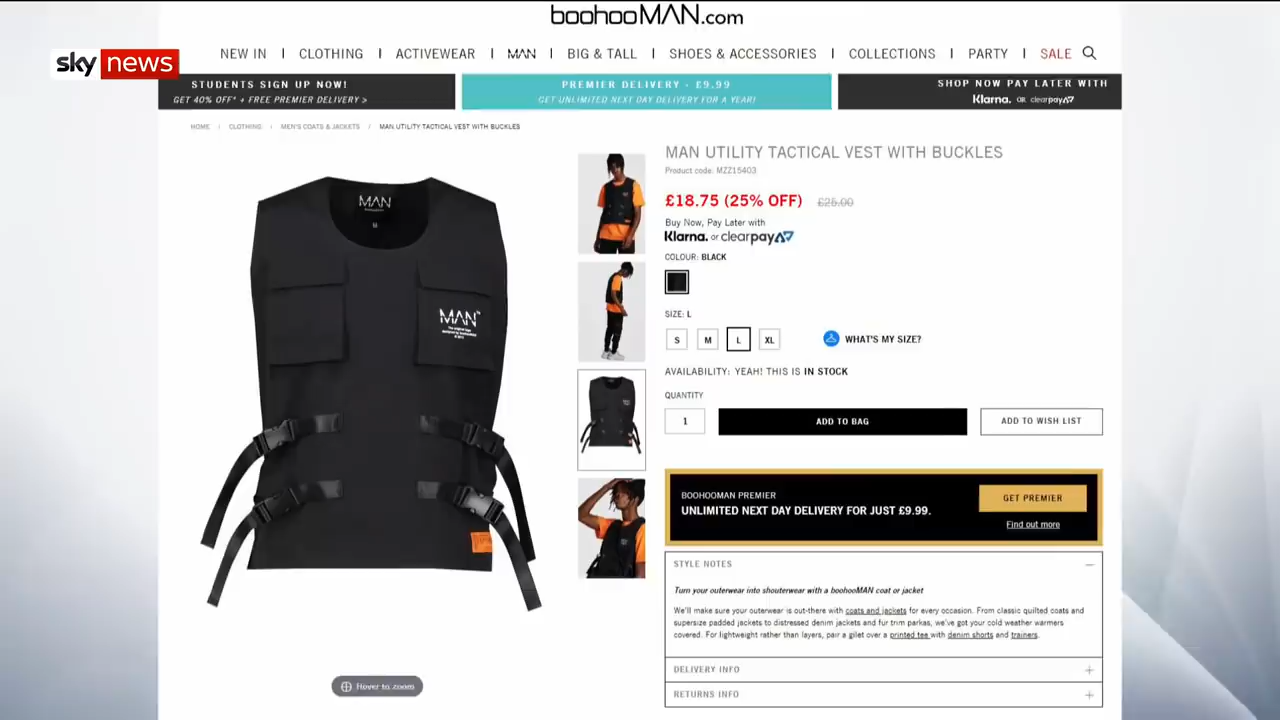 boohooMAN.com
sky news
NEW IN | CLOTHING | ACTIVEWEAR | MAN | BIG & TALL | SHOES & ACCESSORIES | COLLECTIONS | PARTY | SALE
STUDENTS SIGN UP NOW!
GET 40% OFF* + FREE PREMIER DELIVERY >
PREMIER DELIVERY - £9.99
GET UNLIMITED NEXT DAY DELIVERY FOR A YEAR!
SHOP NOW PAY LATER WITH
Klarna. OR clearpay
HOME / CLOTHING / MEN'S COATS & JACKETS / MAN UTILITY TACTICAL VEST WITH BUCKLES
MAN UTILITY TACTICAL VEST WITH BUCKLES
Product code: MZZ15403
£18.75 (25% OFF) £25.00
Buy Now, Pay Later with
Klarna. or clearpay
COLOUR: BLACK
SIZE: L
S M L XL
WHAT'S MY SIZE?
AVAILABILITY: YEAH! THIS IS IN STOCK
QUANTITY
1 ADD TO BAG ADD TO WISH LIST
BOOHOOMAN PREMIER
UNLIMITED NEXT DAY DELIVERY FOR JUST £9.99.
GET PREMIER
Find out more
STYLE NOTES
Turn your outerwear into shouterwear with a boohooMAN coat or jacket
We'll make sure your outerwear is out-there with coats and jackets for every occasion. From classic quilted coats and
supersize padded jackets to distressed denim jackets and fur trim parkas, we've got your cold weather warmers
covered. For lightweight rather than layers, pair a gilet over a printed tee with denim shorts and trainers.
DELIVERY INFO
RETURNS INFO
MAN
M
MAN
Hover to zoom